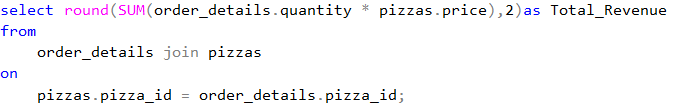 select round(SUM(order_details.quantity * pizzas.price),2)as Total_Revenue
from
    order_details join pizzas
on
    pizzas.pizza_id = order_details.pizza_id;